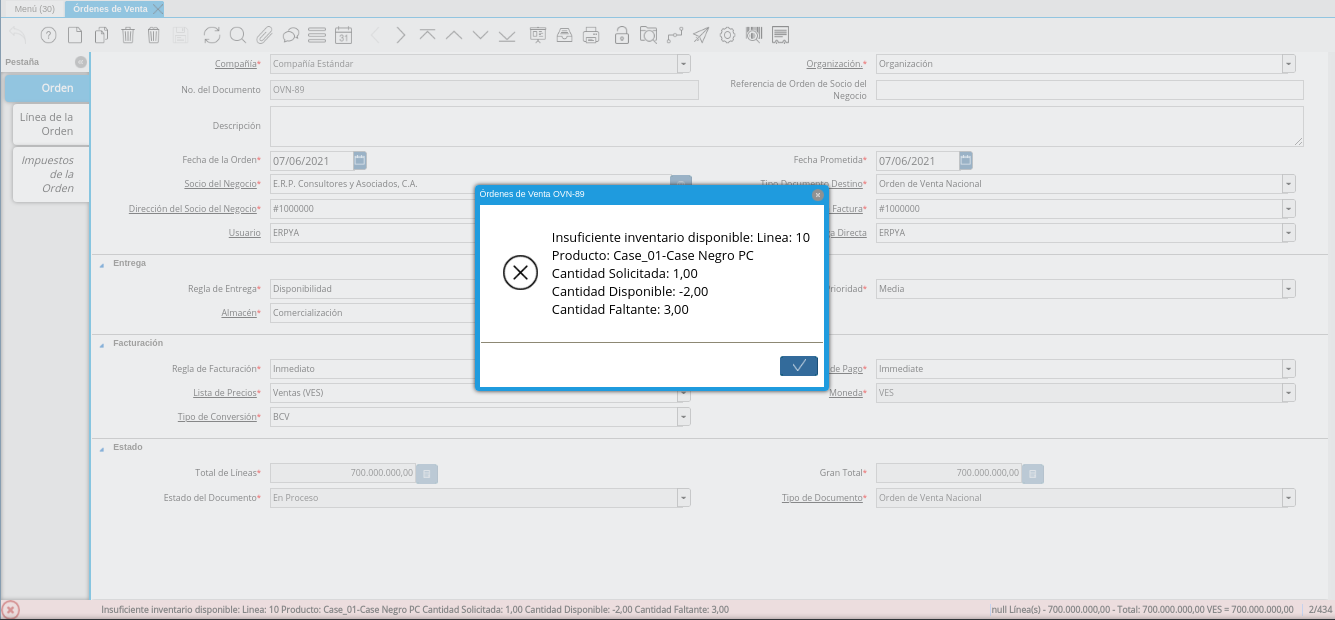 Menú (30)
Órdenes de Venta
31
Pestaña
Orden
Línea de la
Orden
Impuestos
de la
Orden
Compañía*
Compañía Estándar
Organización.*
Organización
No. del Documento
OVN-89
Referencia de Orden de Socio del
Negocio
Descripción
Fecha de la Orden*
07/06/2021
Fecha Prometida*
07/06/2021
Socio del Negocio*
E.R.P. Consultores y Asociados, C.A.
Tipo Documento Destino*
Orden de Venta Nacional
Dirección del Socio del Negocio*
#1000000
Factura*
#1000000
Usuario
ERPYA
Directa
ERPYA
Órdenes de Venta OVN-89
Insuficiente inventario disponible: Linea: 10
Producto: Case_01-Case Negro PC
Cantidad Solicitada: 1,00
Cantidad Disponible: -2,00
Cantidad Faltante: 3,00
Entrega
Regla de Entrega*
Disponibilidad
Prioridad*
Media
Almacén*
Comercialización
Facturación
Regla de Facturación*
Inmediato
de Pago*
Immediate
Lista de Precios*
Ventas (VES)
Moneda*
VES
Tipo de Conversión*
BCV
Estado
Total de Líneas*
700.000.000,00
Gran Total*
700.000.000,00
Estado del Documento*
En Proceso
Tipo de Documento*
Orden de Venta Nacional
Insuficiente inventario disponible: Linea: 10 Producto: Case_01-Case Negro PC Cantidad Solicitada: 1,00 Cantidad Disponible: -2,00 Cantidad Faltante: 3,00
null Línea(s) - 700.000.000,00 - Total: 700.000.000,00 VES = 700.000.000,00
2/434